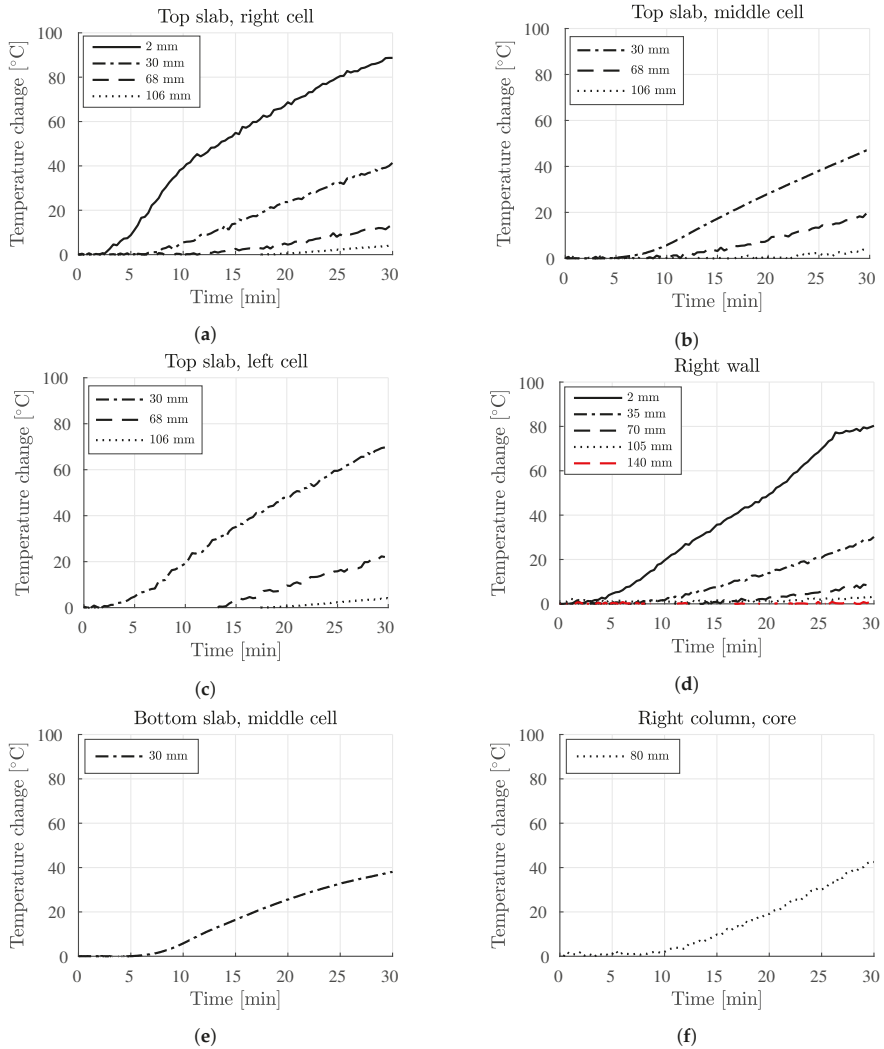 Top slab, right cell
Temperature change [°C]
100
80
60
40
20
0
2 mm
30 mm
68 mm
106 mm
0 5 10 15 20 25 30
Time [min]
(a)
Top slab, middle cell
Temperature change [°C]
100
80
60
40
20
0
30 mm
68 mm
106 mm
0 5 10 15 20 25 30
Time [min]
(b)
Top slab, left cell
Temperature change [°C]
100
80
60
40
20
0
30 mm
68 mm
106 mm
0 5 10 15 20 25 30
Time [min]
(c)
Right wall
Temperature change [°C]
100
80
60
40
20
0
2 mm
35 mm
70 mm
105 mm
140 mm
0 5 10 15 20 25 30
Time [min]
(d)
Bottom slab, middle cell
Temperature change [°C]
100
80
60
40
20
0
30 mm
0 5 10 15 20 25 30
Time [min]
(e)
Right column, core
Temperature change [°C]
100
80
60
40
20
0
80 mm
0 5 10 15 20 25 30
Time [min]
(f)